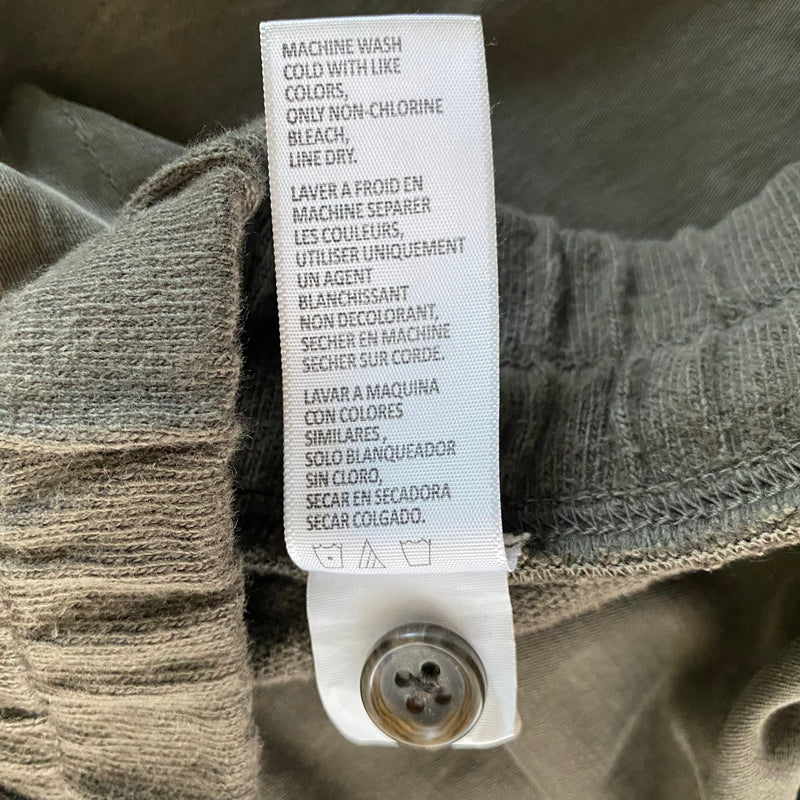 MACHINE WASH
COLD WITH LIKE
COLORS,
ONLY NON-CHLORINE
BLEACH,
LINE DRY.
LAVER A FROID EN
MACHINE SEPARER
LES COULEURS,
UTILISER UNIQUEMENT
UN AGENT
BLANCHISSANT
NON DECOLORANT,
SECHER EN MACHINE
SECHER SUR CORDE.
LAVAR A MAQUINA
CON COLORES
SIMILARES,
SOLO BLANQUEADOR
SIN CLORO,
SECAR EN SECADORA
SECAR COLGADO.